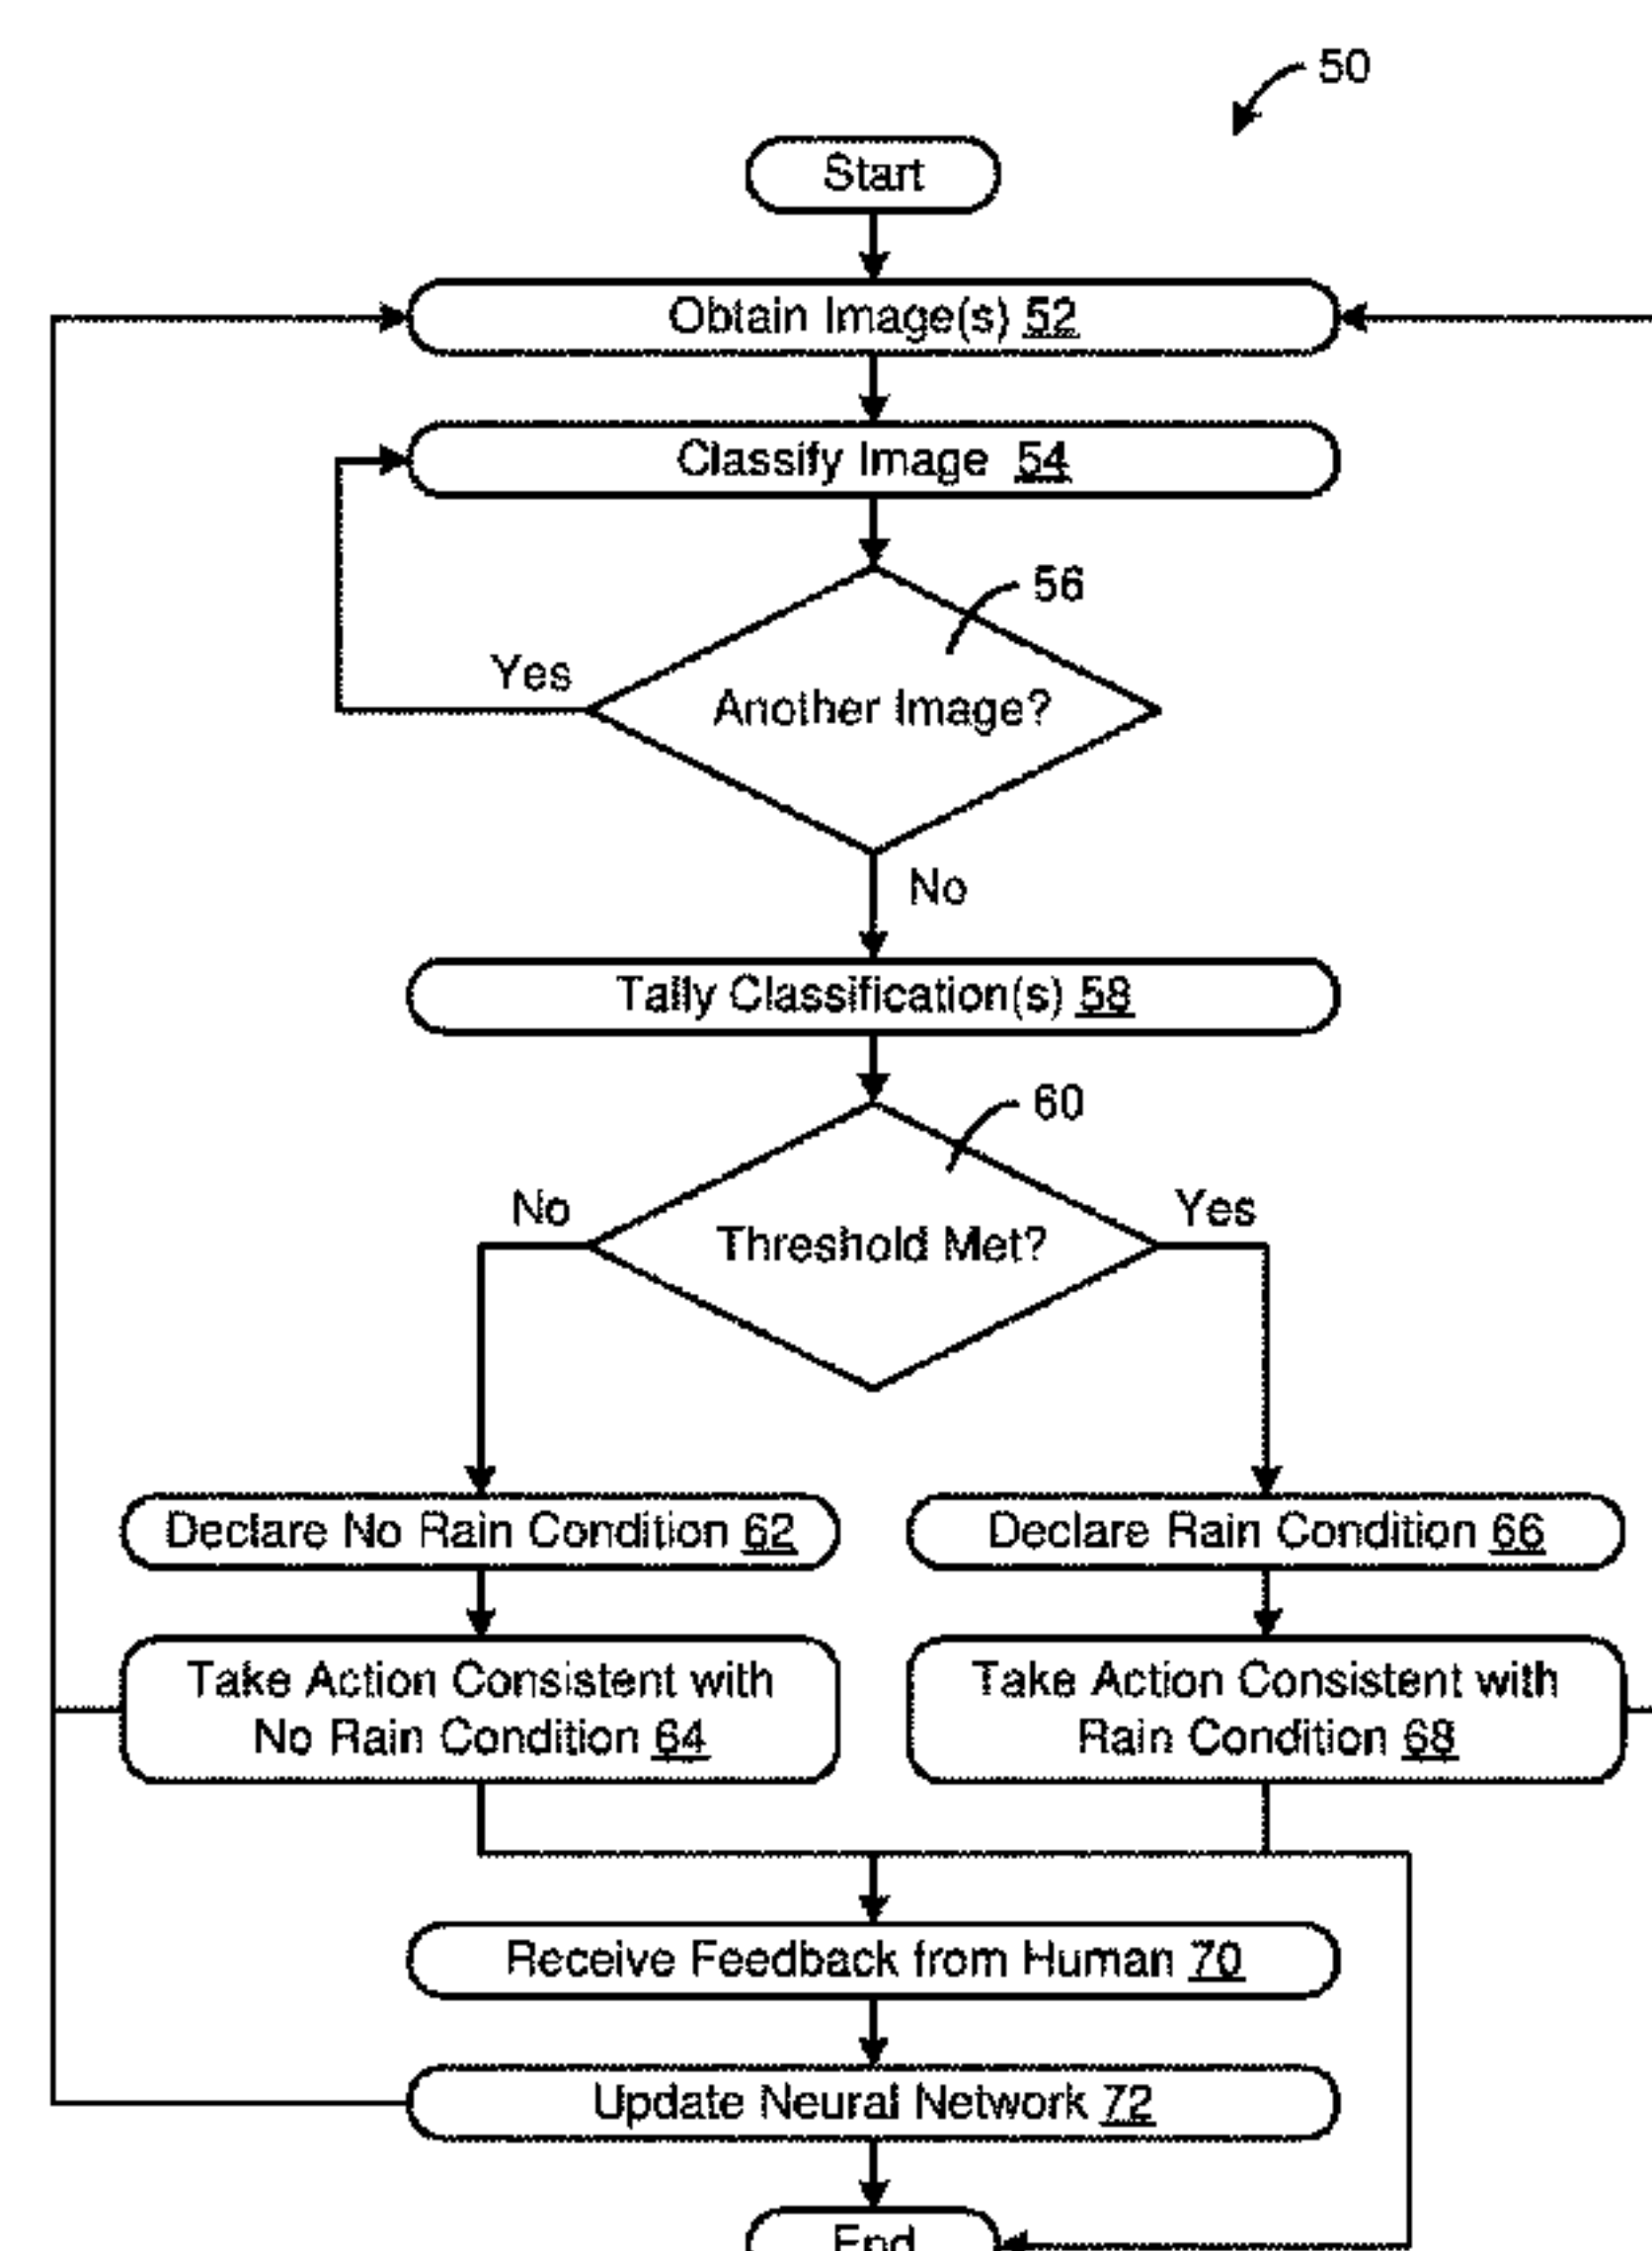 50
Start
Obtain Image(s) 52
Classify Image 54
56
Yes
Another Image?
No
Tally Classification(s) 58
60
No
Yes
Threshold Met?
Declare No Rain Condition 62
Declare Rain Condition 66
Take Action Consistent with
No Rain Condition 64
Take Action Consistent with
Rain Condition 68
Receive Feedback from Human 70
Update Neural Network 72
End